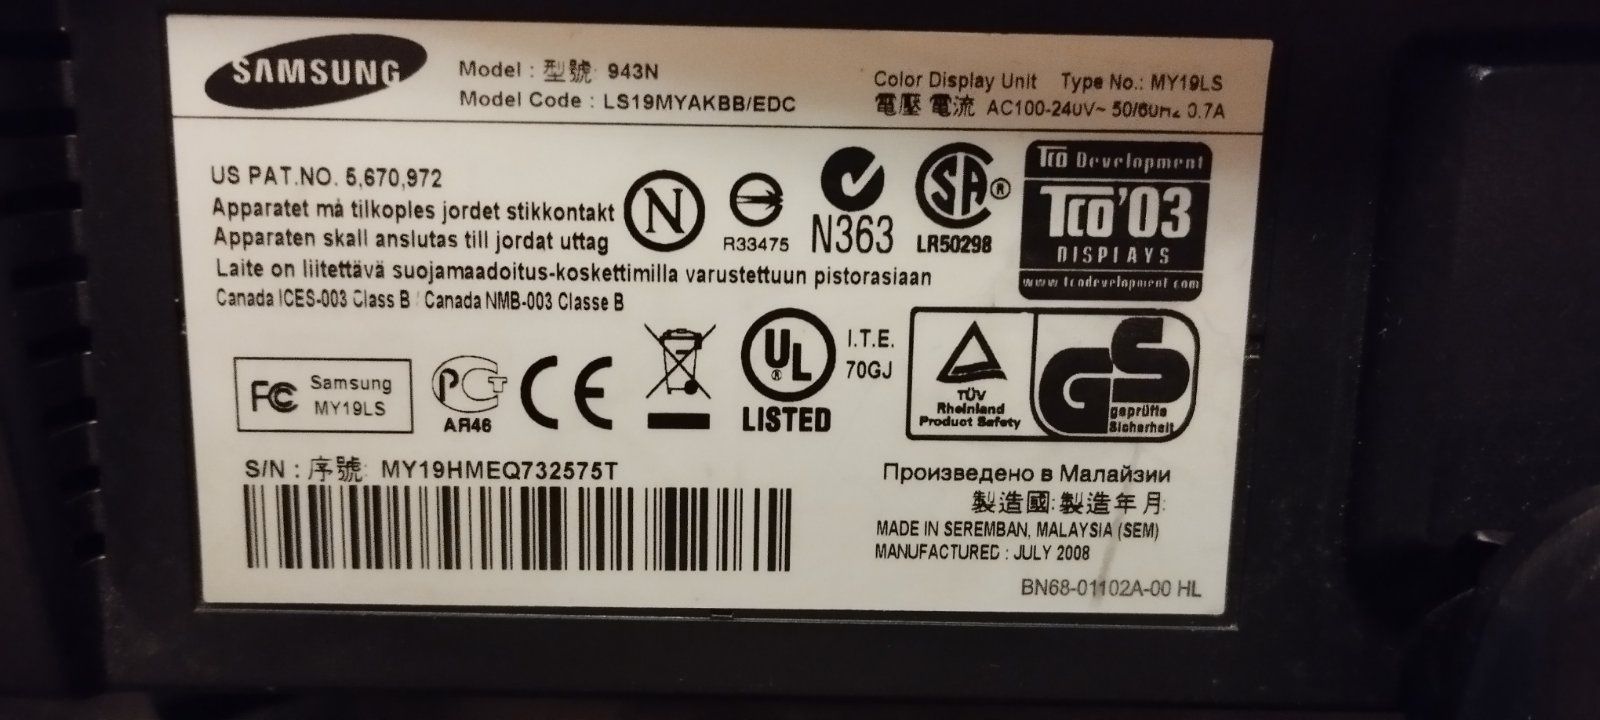 SAMSUNG
Model : 型號: 943N
Model Code : LS19MYAKBB/EDC
Color Display Unit Type No.: MY19LS
電壓 電流 AC100-240V~ 50/60Hz 0.7A
US PAT.NO. 5,670,972
Apparatet må tilkoples jordet stikkontakt
Apparaten skall anslutas till jordat uttag
Laite on liitettävä suojamaadoitus-koskettimilla varustettuun pistorasiaan
Canada ICES-003 Class B / Canada NMB-003 Classe B
N
R33475
N363
SA ®
LR50298
TCO Development
TCO'03
DISPLAYS
www.tcodevelopment.com
FC Samsung
MY19LS
PCT
AЯ46
CE
UL ®
LISTED
I.T.E.
70GJ
TÜV
Rheinland
Product Safety
GS
geprüfte
Sicherheit
S/N : 序號: MY19HMEQ732575T
Произведено в Малайзии
製造國: 製造年 月:
MADE IN SEREMBAN, MALAYSIA (SEM)
MANUFACTURED : JULY 2008
BN68-01102A-00 HL